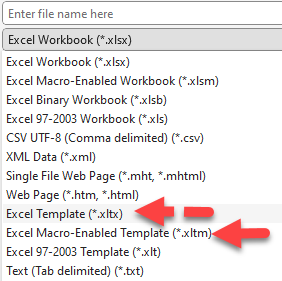 Enter file name here
Excel Workbook (*.xlsx)
Excel Workbook (*.xlsx)
Excel Macro-Enabled Workbook (*.xlsm)
Excel Binary Workbook (*.xlsb)
Excel 97-2003 Workbook (*.xls)
CSV UTF-8 (Comma delimited) (*.csv)
XML Data (*.xml)
Single File Web Page (*.mht, *.mhtml)
Web Page (*.htm, *.html)
Excel Template (*.xltx)
Excel Macro-Enabled Template (*.xltm)
Excel 97-2003 Template (*.xlt)
Text (Tab delimited) (*.txt)